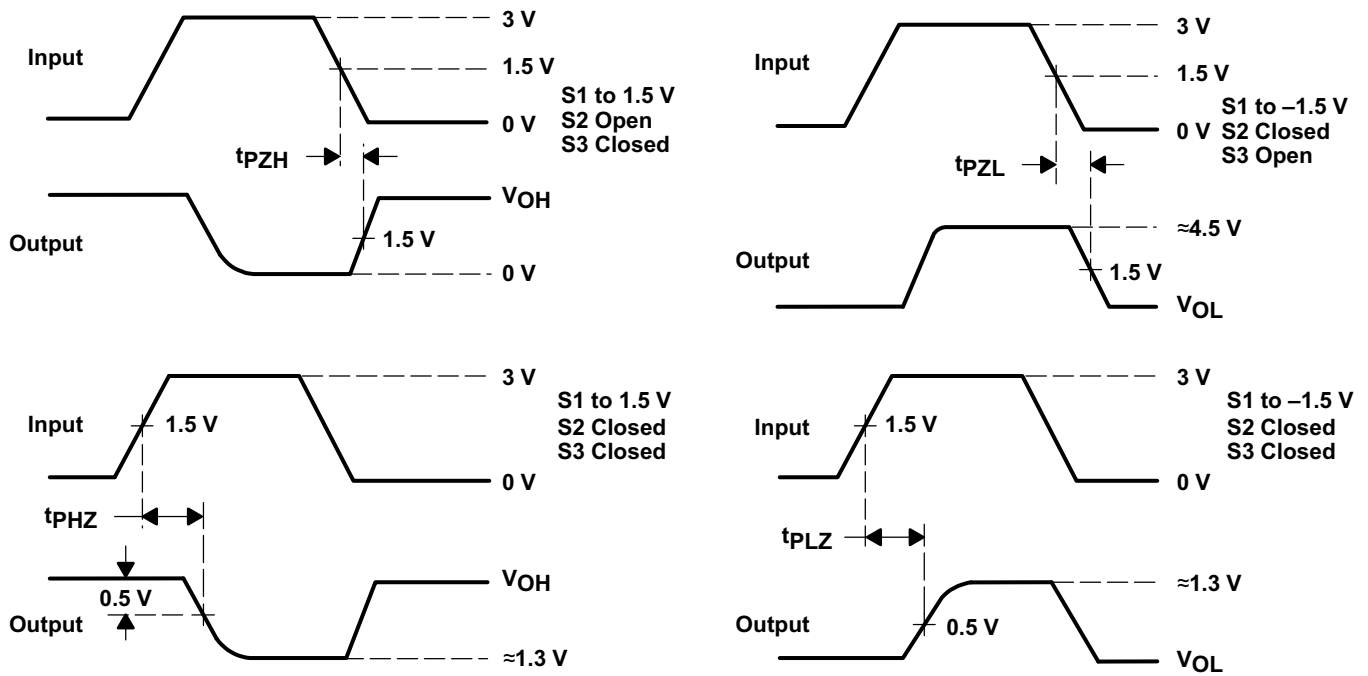 3 V
Input
1.5 V
S1 to 1.5 V
S2 Open
S3 Closed
0 V
tPZH
VOH
Output
1.5 V
0 V
3 V
Input
1.5 V
S1 to –1.5 V
S2 Closed
S3 Open
0 V
tPZL
≈4.5 V
Output
1.5 V
VOL
3 V
Input
1.5 V
S1 to 1.5 V
S2 Closed
S3 Closed
0 V
tPHZ
VOH
0.5 V
Output
≈1.3 V
3 V
Input
1.5 V
S1 to –1.5 V
S2 Closed
S3 Closed
0 V
tPLZ
≈1.3 V
Output
0.5 V
VOL